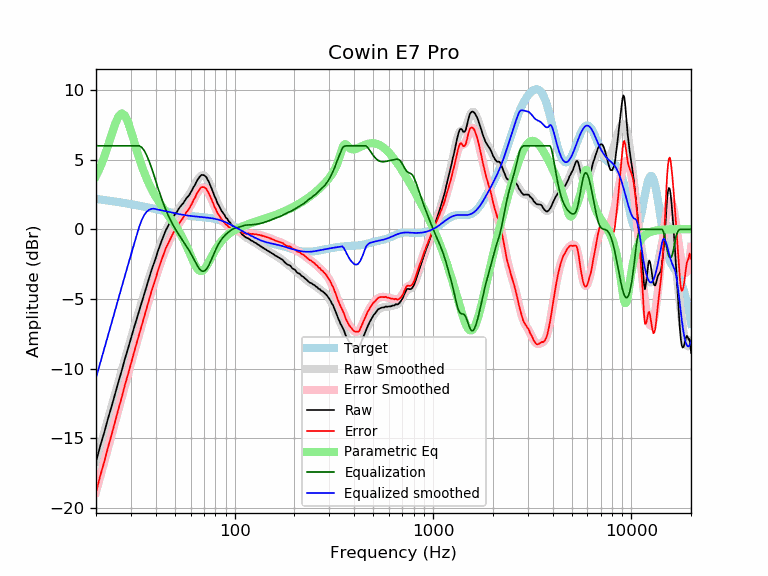 Cowin E7 Pro
Amplitude (dBr)
10
5
0
−5
−10
−15
−20
Target
Raw Smoothed
Error Smoothed
Raw
Error
Parametric Eq
Equalization
Equalized smoothed
100
1000
10000
Frequency (Hz)